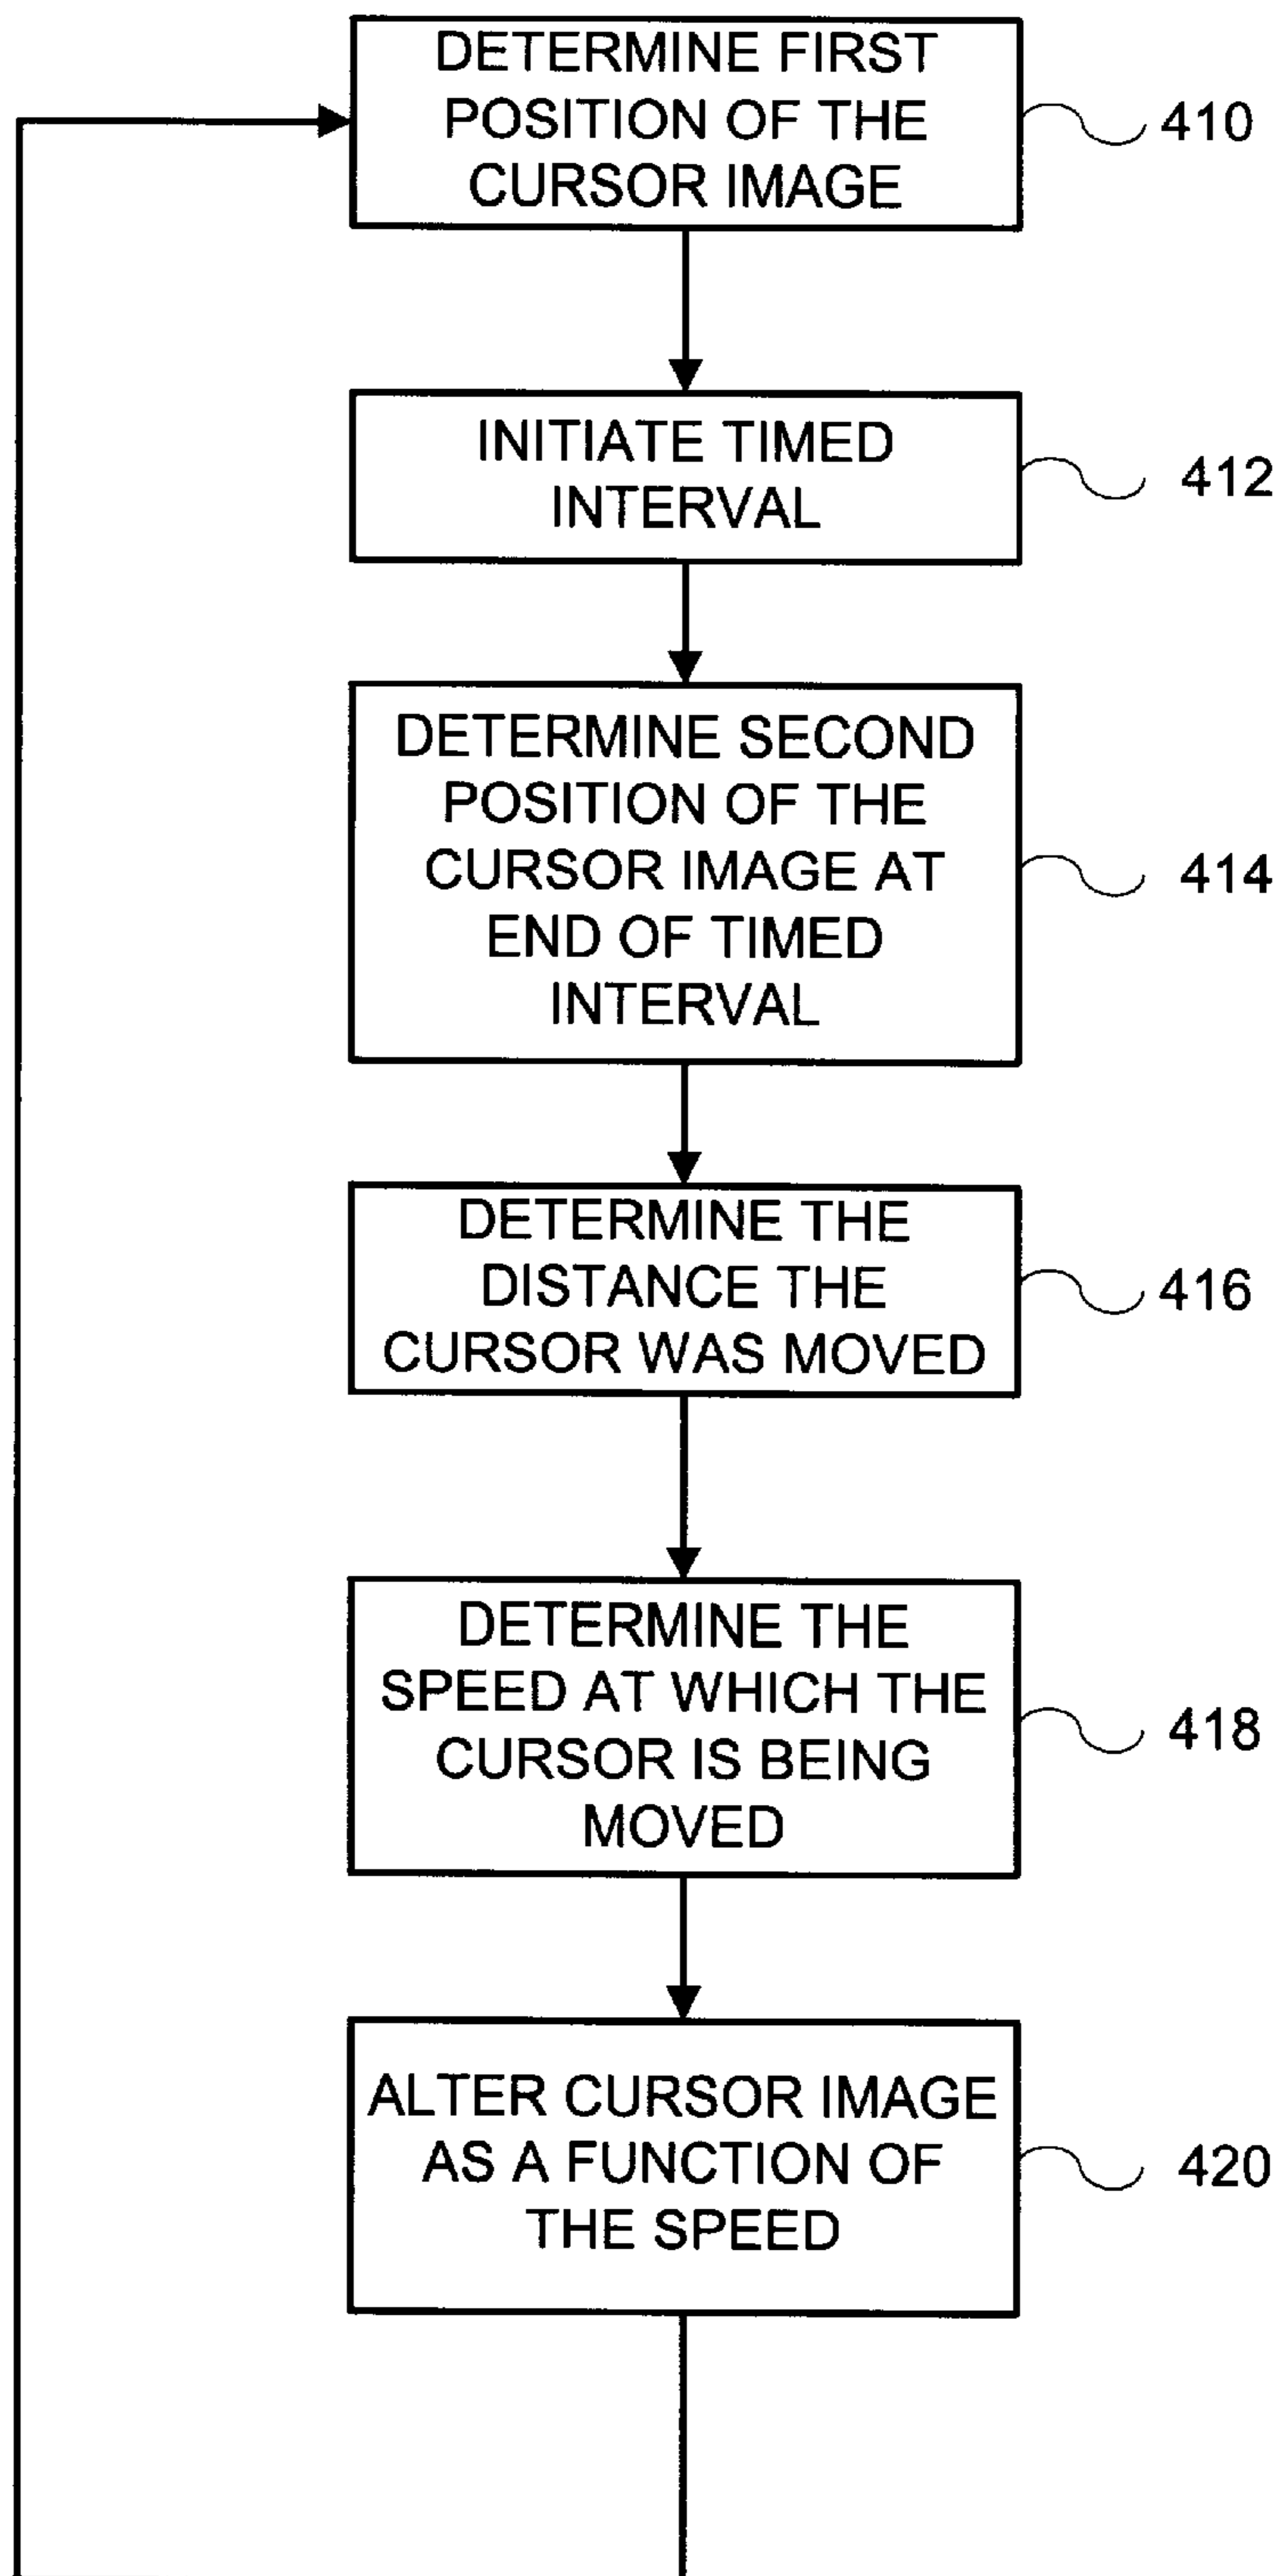 DETERMINE FIRST
POSITION OF THE
CURSOR IMAGE
410
INITIATE TIMED
INTERVAL
412
DETERMINE SECOND
POSITION OF THE
CURSOR IMAGE AT
END OF TIMED
INTERVAL
414
DETERMINE THE
DISTANCE THE
CURSOR WAS MOVED
416
DETERMINE THE
SPEED AT WHICH THE
CURSOR IS BEING
MOVED
418
ALTER CURSOR IMAGE
AS A FUNCTION OF
THE SPEED
420